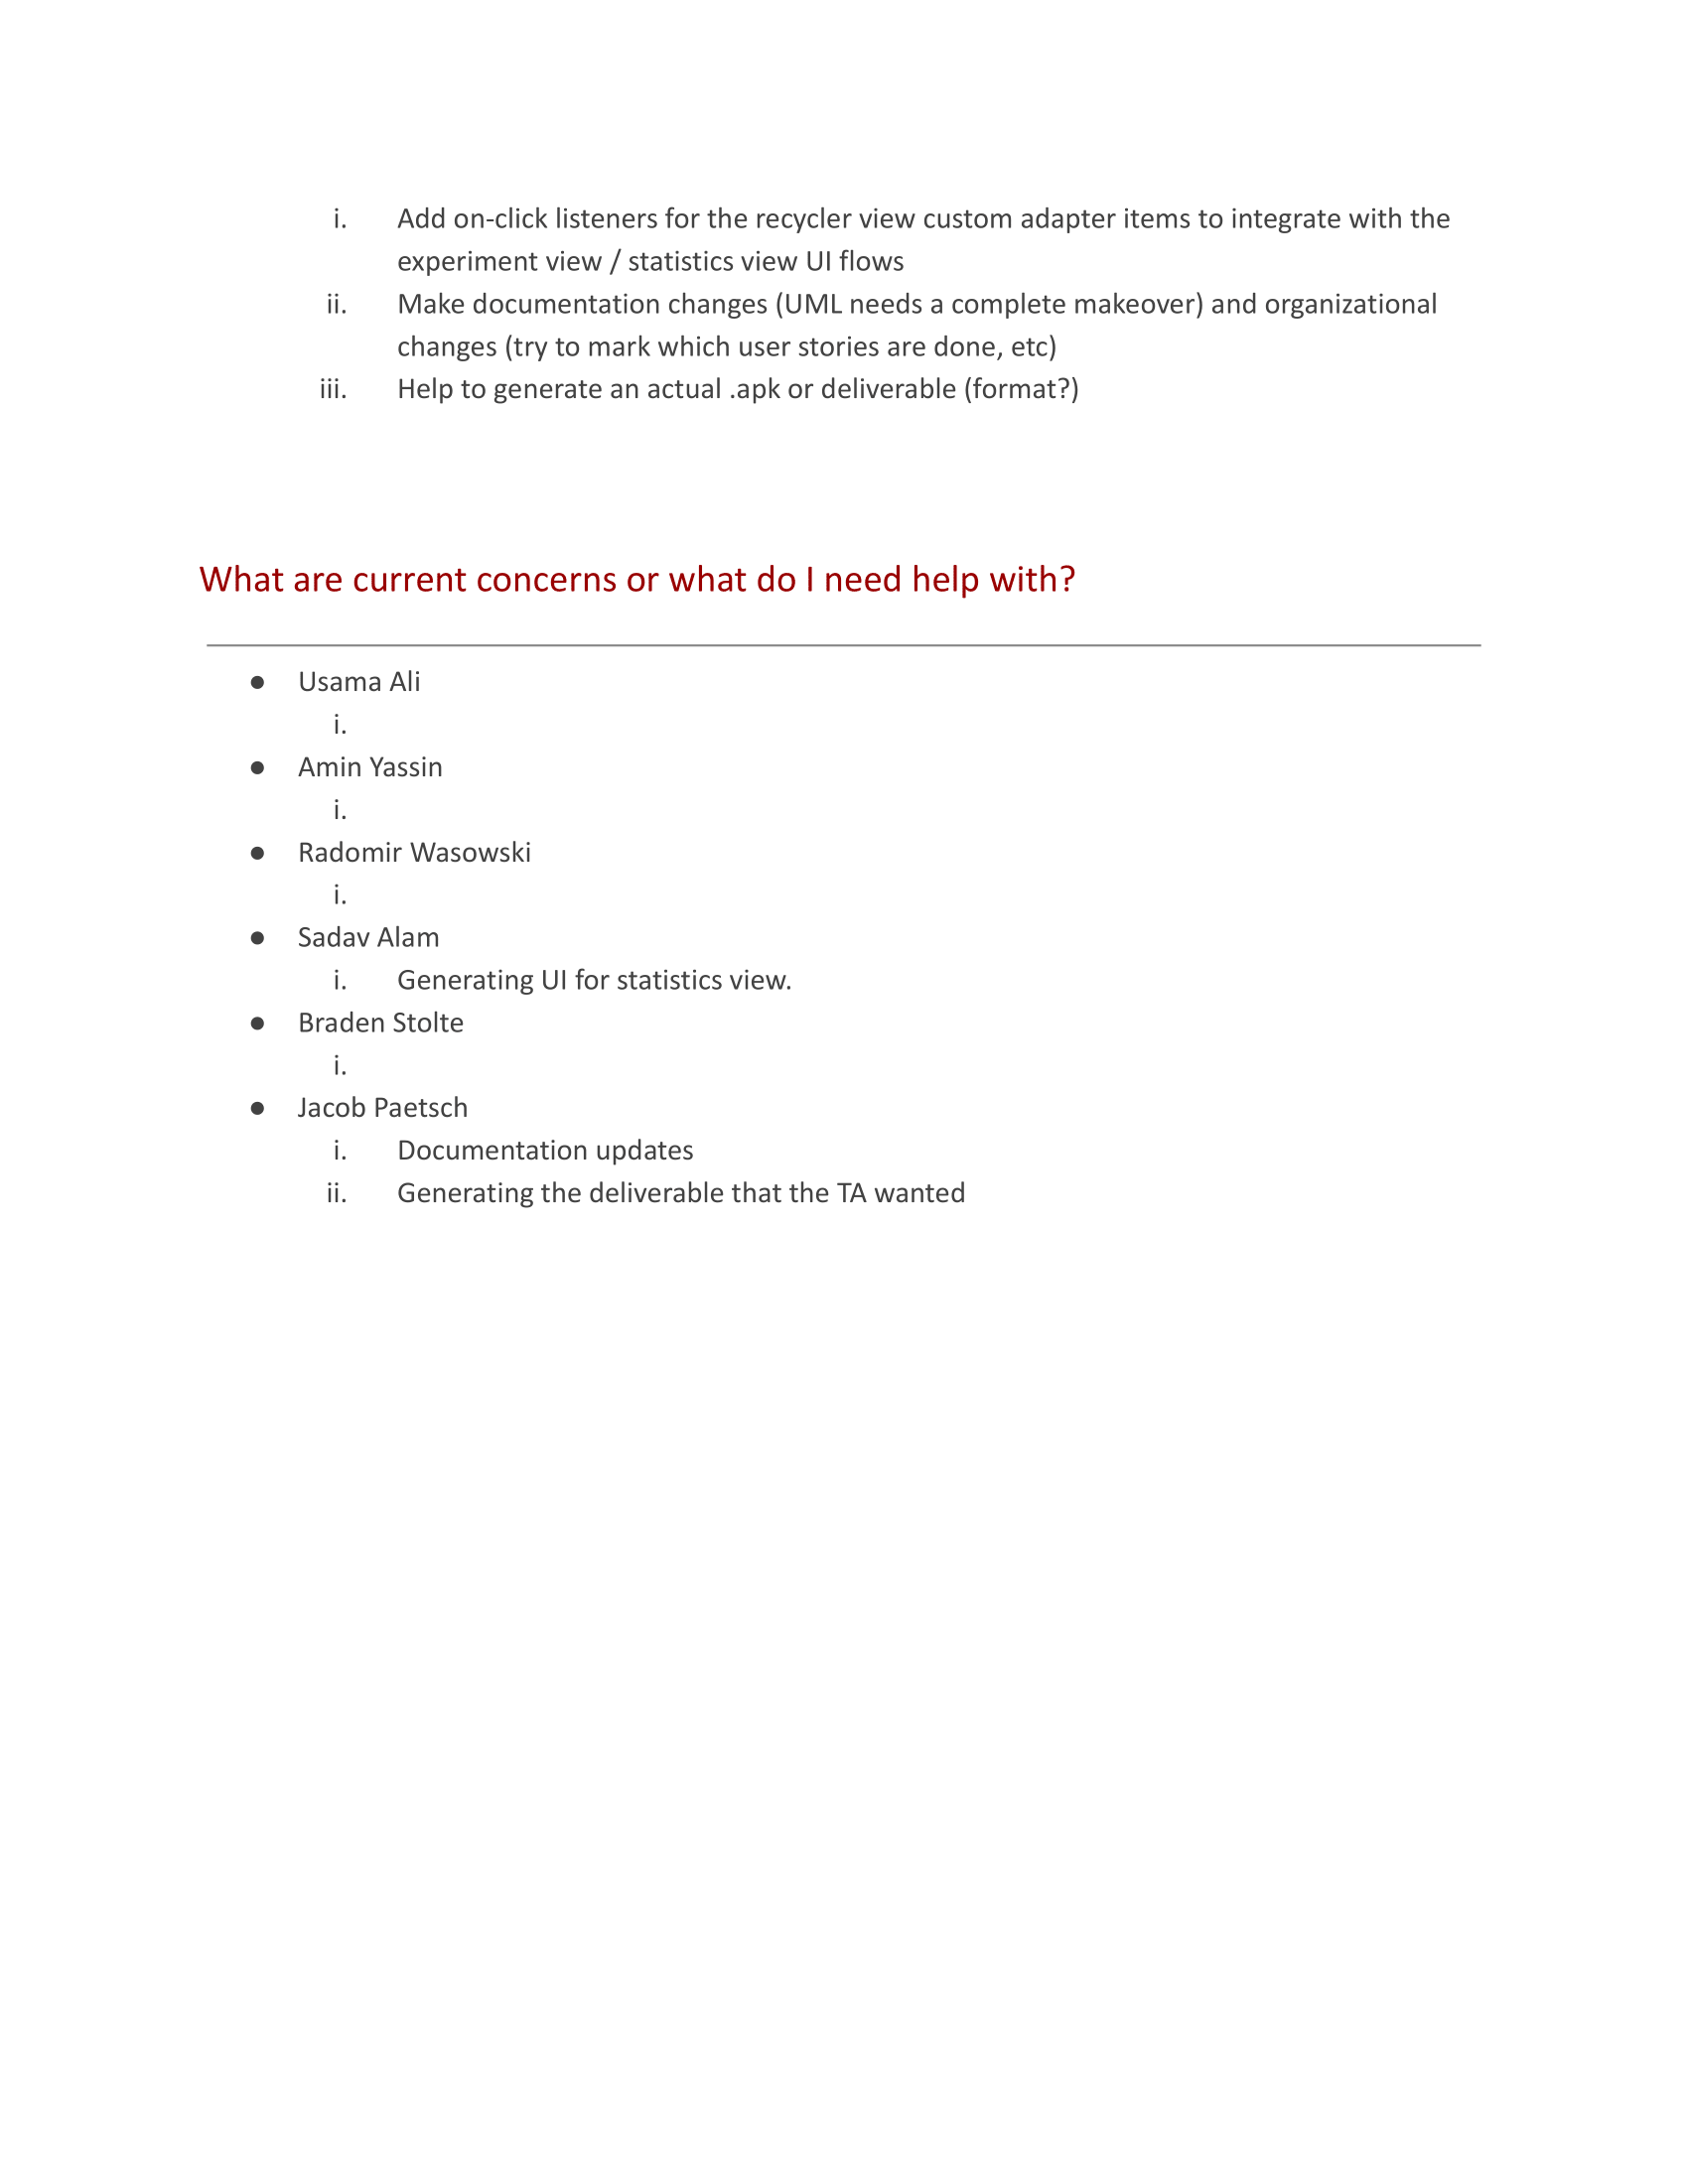 i. Add on-click listeners for the recycler view custom adapter items to integrate with the
experiment view / statistics view UI flows
ii. Make documentation changes (UML needs a complete makeover) and organizational
changes (try to mark which user stories are done, etc)
iii. Help to generate an actual .apk or deliverable (format?)
What are current concerns or what do I need help with?
● Usama Ali
i.
● Amin Yassin
i.
● Radomir Wasowski
i.
● Sadav Alam
i. Generating UI for statistics view.
● Braden Stolte
i.
● Jacob Paetsch
i. Documentation updates
ii. Generating the deliverable that the TA wanted